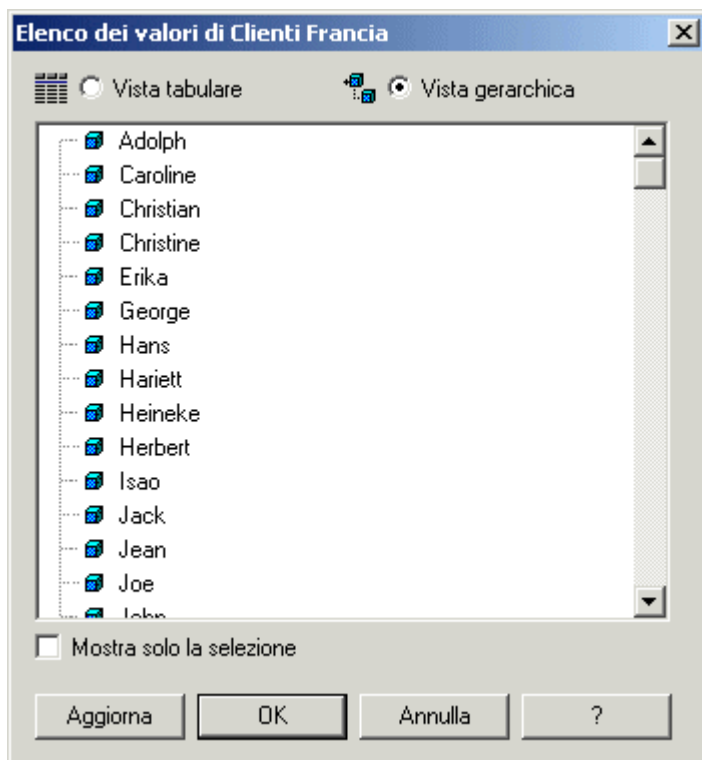 Elenco dei valori di Clienti Francia
Vista tabulare Vista gerarchica
Adolph
Caroline
Christian
Christine
Erika
George
Hans
Hariett
Heineke
Herbert
Isao
Jack
Jean
Joe
John
Mostra solo la selezione
Aggiorna OK Annulla ?